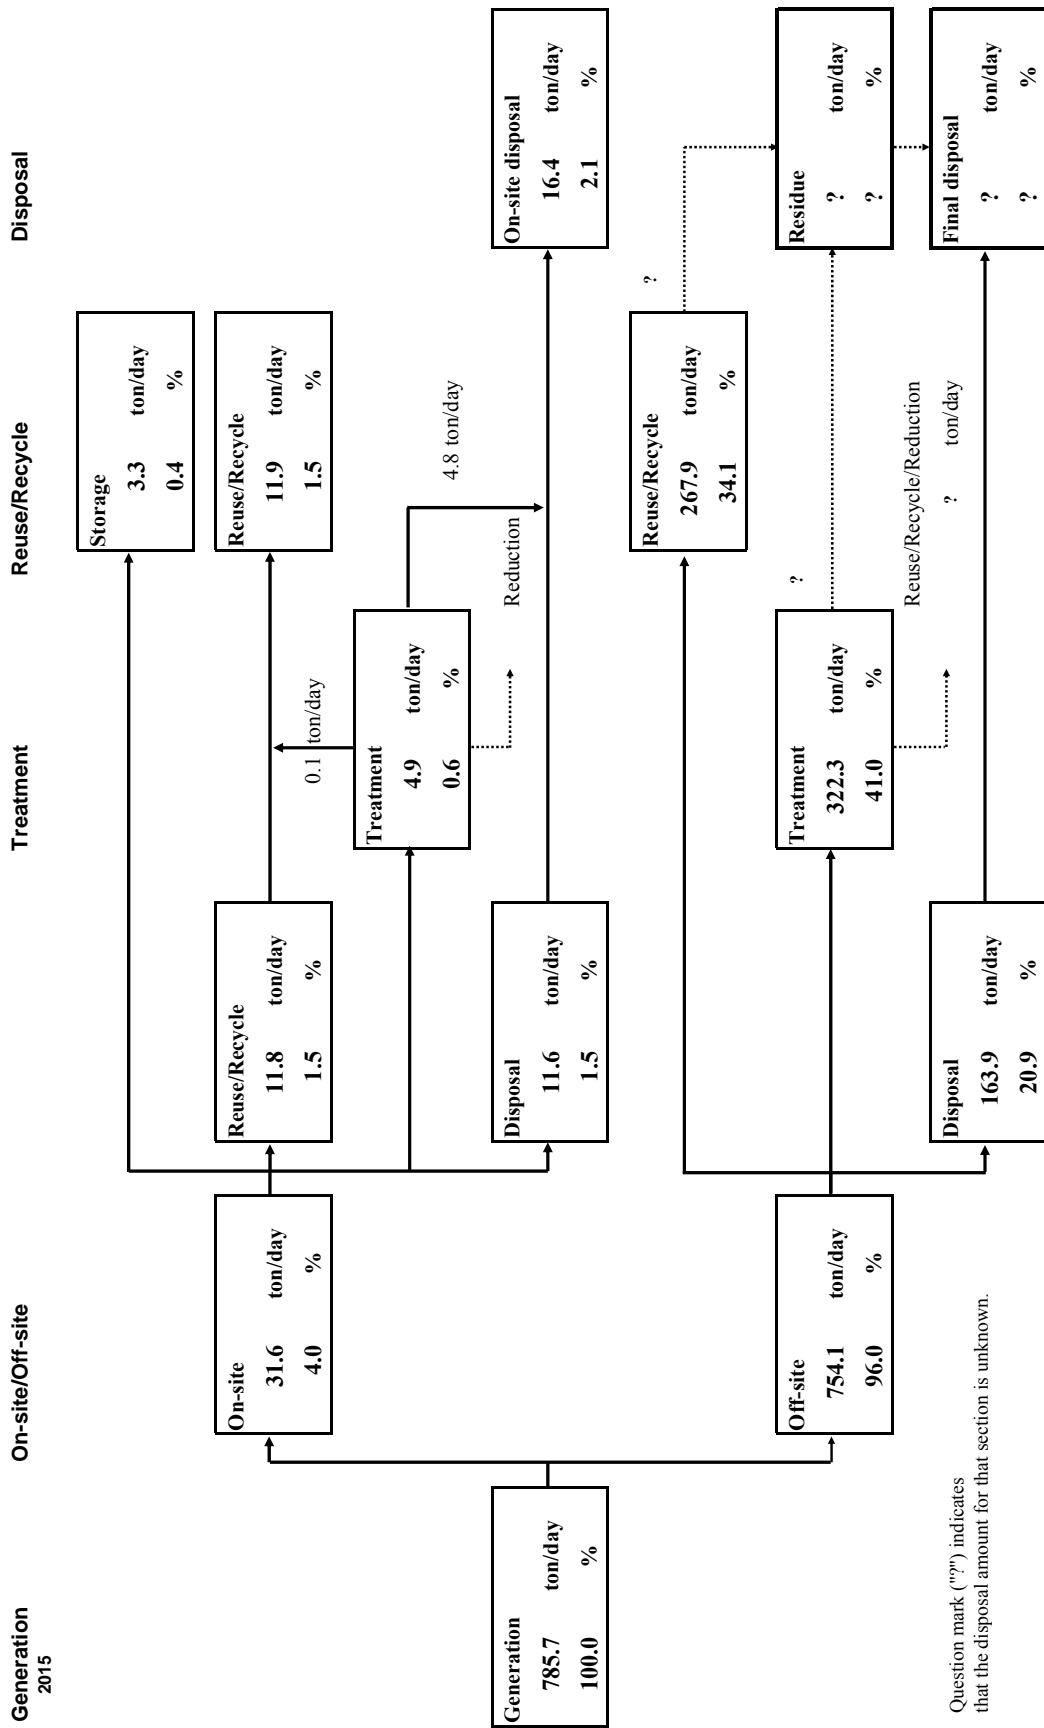 Generation
2015
On-site/Off-site
Treatment
Reuse/Recycle
Disposal
Generation
785.7 ton/day
100.0 %
On-site
31.6 ton/day
4.0 %
Off-site
754.1 ton/day
96.0 %
Storage
3.3 ton/day
0.4 %
Reuse/Recycle
11.8 ton/day
1.5 %
Reuse/Recycle
11.9 ton/day
1.5 %
0.1 ton/day
Treatment
4.9 ton/day
0.6 %
4.8 ton/day
Reduction
Disposal
11.6 ton/day
1.5 %
On-site disposal
16.4 ton/day
2.1 %
Reuse/Recycle
267.9 ton/day
34.1 %
?
Treatment
322.3 ton/day
41.0 %
?
Residue
? ton/day
? %
Reuse/Recycle/Reduction
? ton/day
Disposal
163.9 ton/day
20.9 %
Final disposal
? ton/day
? %
Question mark ("?") indicates
that the disposal amount for that section is unknown.